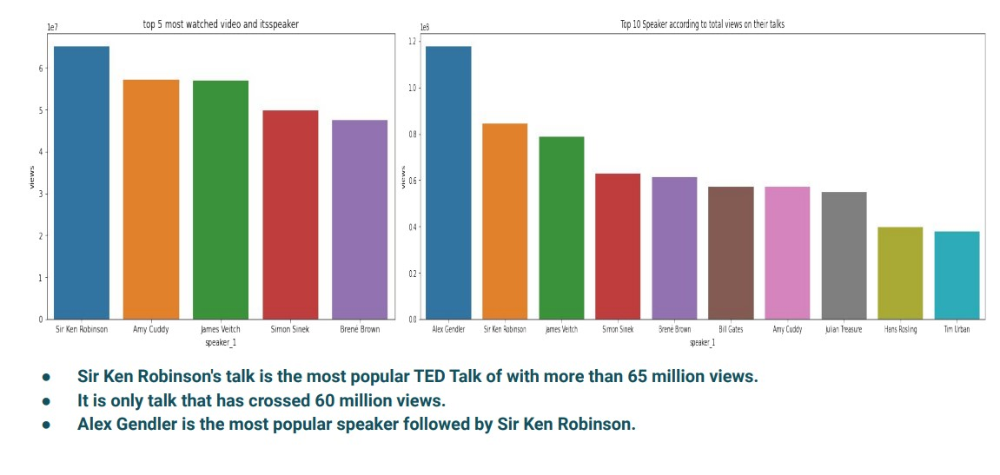 top 5 most watched video and itsspeaker
1e7
6
5
4
3
2
1
0
views
Sir Ken Robinson Amy Cuddy James Veitch Simon Sinek Brené Brown
speaker_1
Top 10 Speaker according to total views on their talks
1e8
1.2
1.0
0.8
0.6
0.4
0.2
0.0
views
Alex Gendler Sir Ken Robinson James Veitch Simon Sinek Brené Brown Bill Gates Amy Cuddy Julian Treasure Hans Rosling Tim Urban
speaker_1
● Sir Ken Robinson's talk is the most popular TED Talk of with more than 65 million views.
● It is only talk that has crossed 60 million views.
● Alex Gendler is the most popular speaker followed by Sir Ken Robinson.